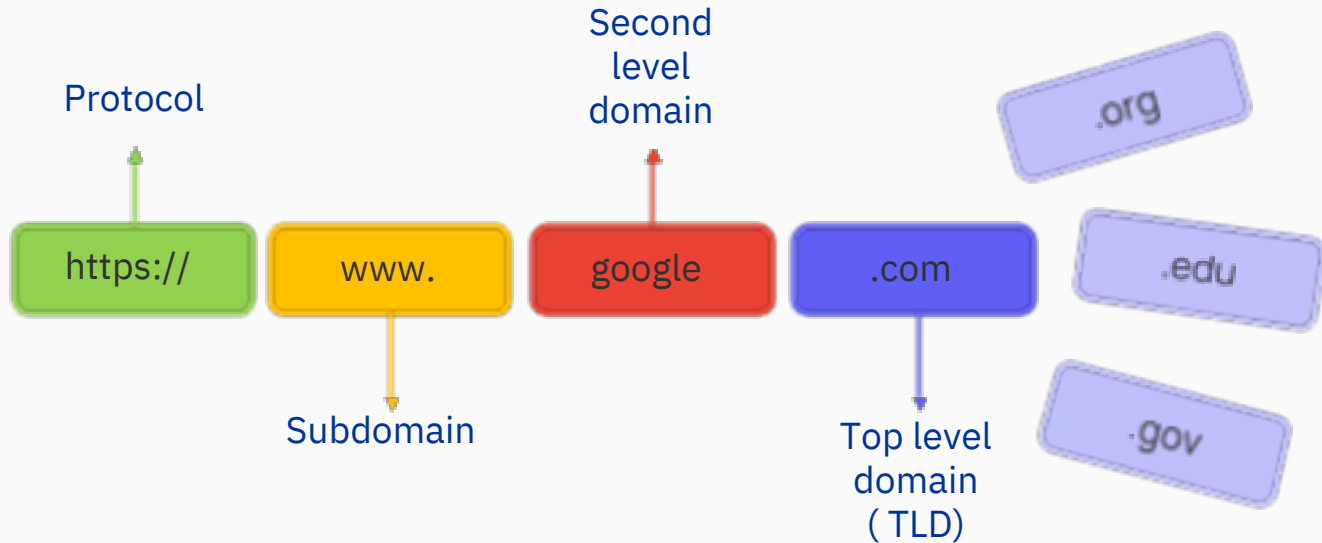 Second
level
domain
Protocol
.org
https://
www.
google
.com
.edu
Subdomain
Top level
domain
( TLD)
.gov